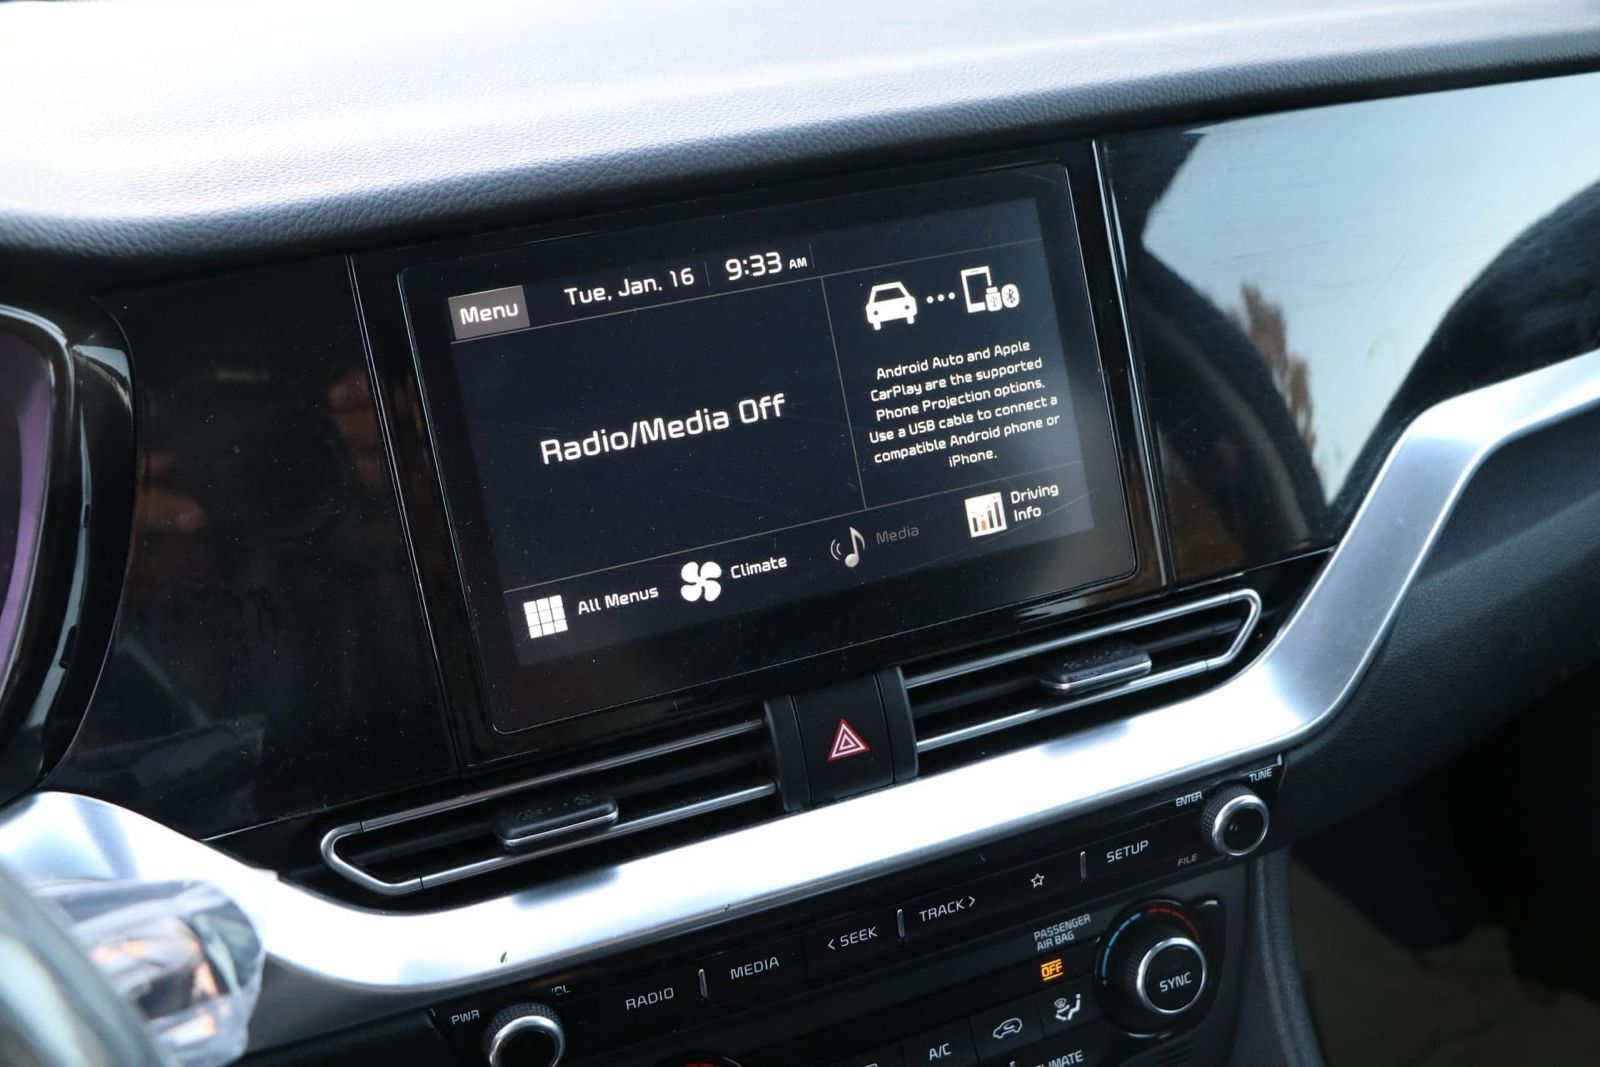 Menu
Tue, Jan. 16
9:33 AM
Radio/Media Off
Android Auto and Apple
CarPlay are the supported
Phone Projection options.
Use a USB cable to connect a
compatible Android phone or
iPhone.
All Menus
Climate
Media
Driving
Info
PWR
RADIO
MEDIA
< SEEK
TRACK >
SETUP
ENTER
TUNE
FILE
PASSENGER
AIR BAG
OFF
SYNC
A/C